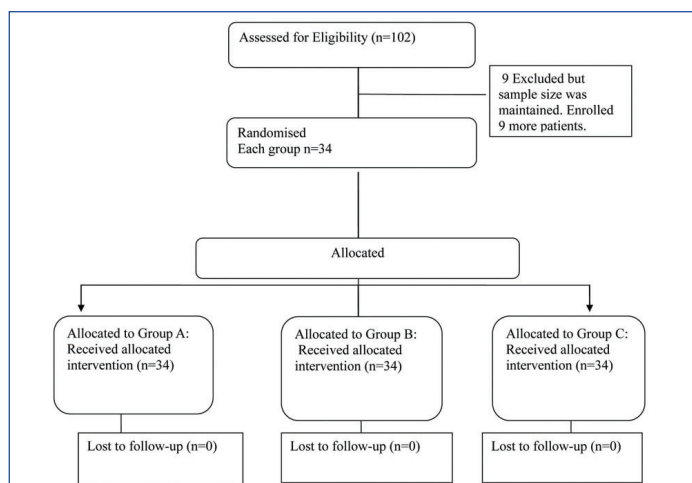 Assessed for Eligibility (n=102)
9 Excluded but
sample size was
maintained. Enrolled
9 more patients.
Randomised
Each group n=34
Allocated
Allocated to Group A:
Received allocated
intervention (n=34)
Allocated to Group B:
Received allocated
intervention (n=34)
Allocated to Group C:
Received allocated
intervention (n=34)
Lost to follow-up (n=0)
Lost to follow-up (n=0)
Lost to follow-up (n=0)